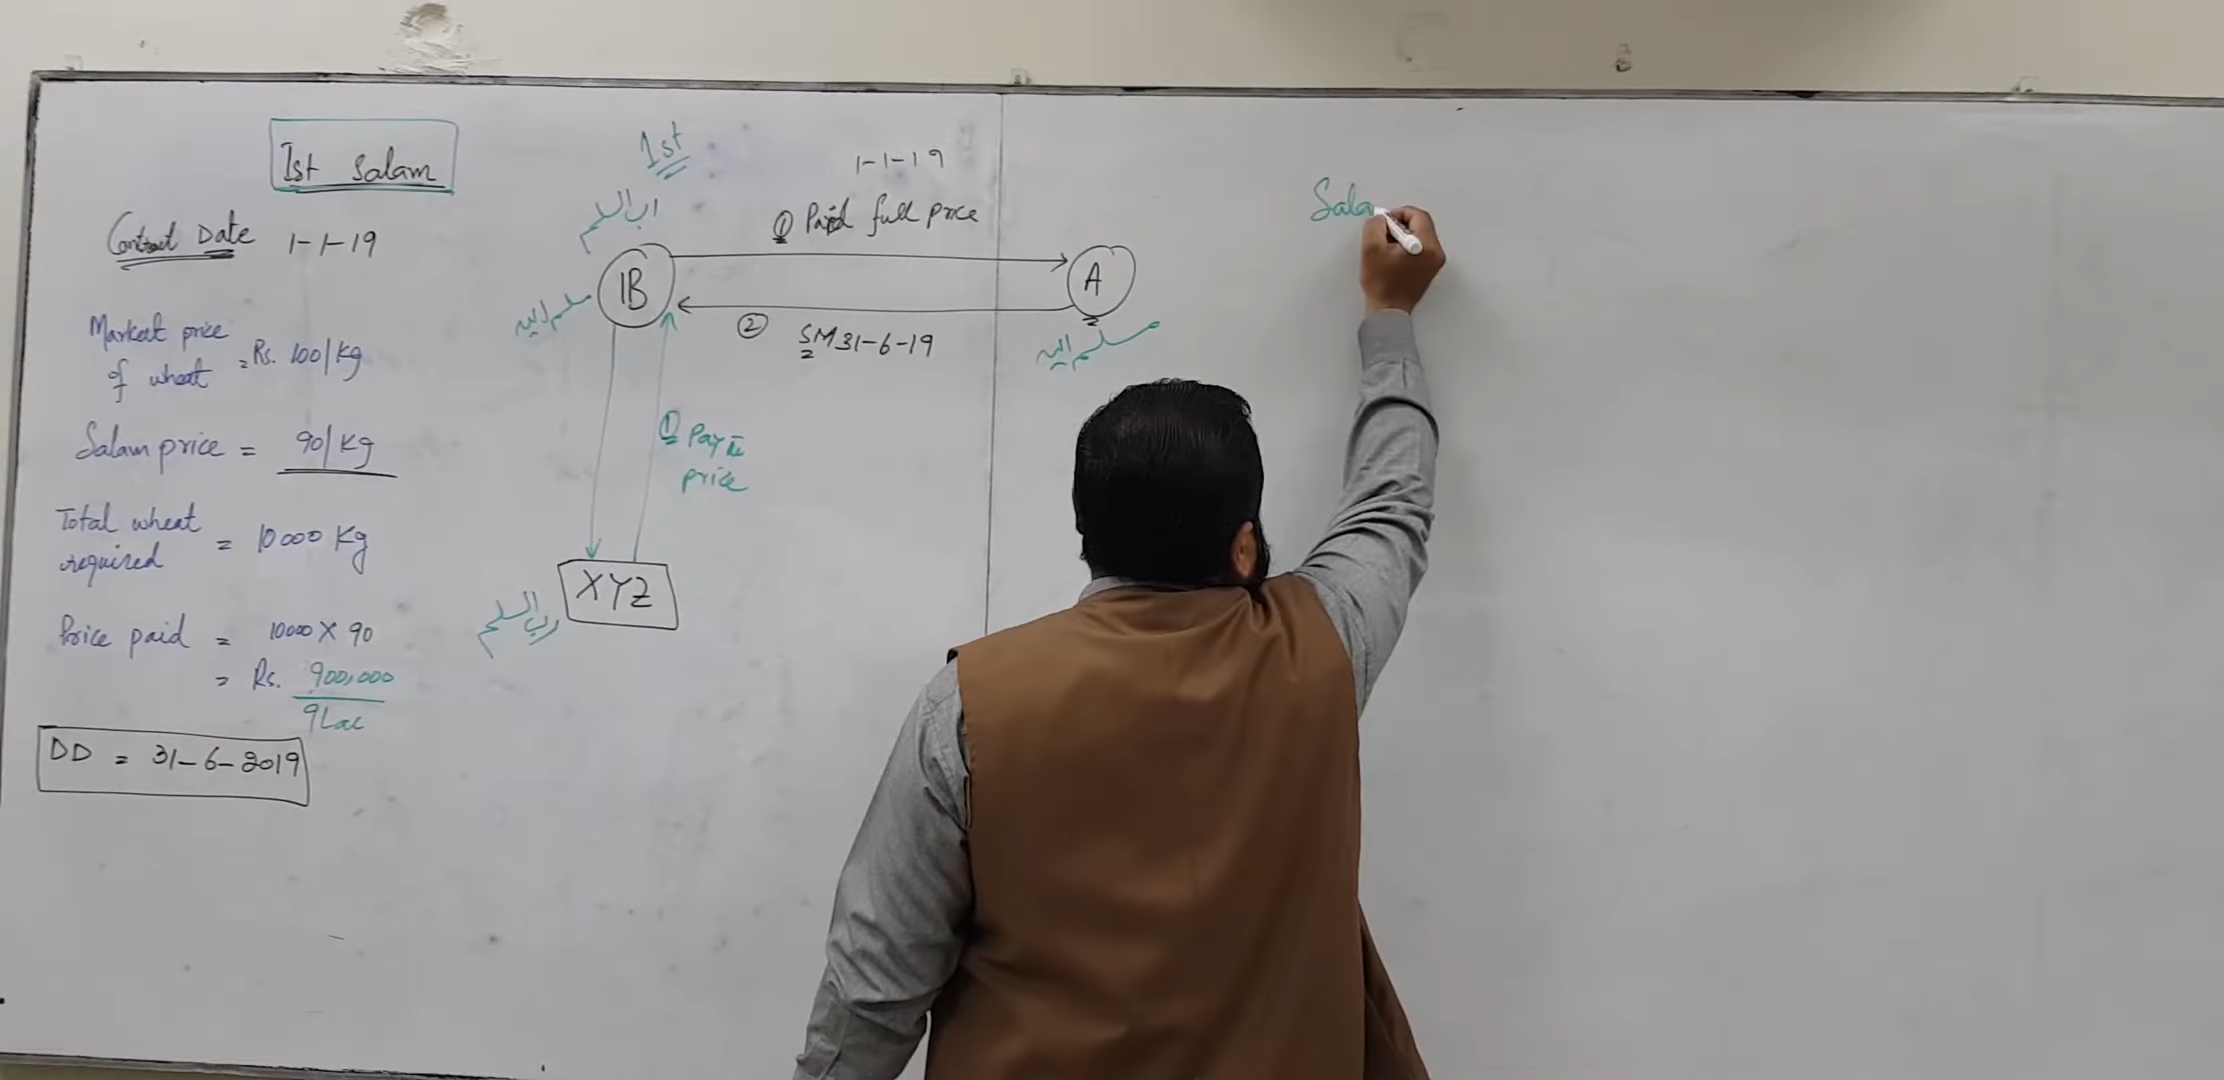 Ist Salam
Contract Date 1-1-19
Markeet price
of wheat = Rs. 100/Kg
Salam price = 90/Kg
Total wheat
required = 10000 Kg
Price paid = 10000 X 90
= Rs. 900,000
9Lac
DD = 31-6-2019
1st
1-1-19
① Paid full price
IB
A
مسلم الیہ
② SM 31-6-19
مسلم الیہ
① Pay the
price
XYZ
رب السلم
Sala